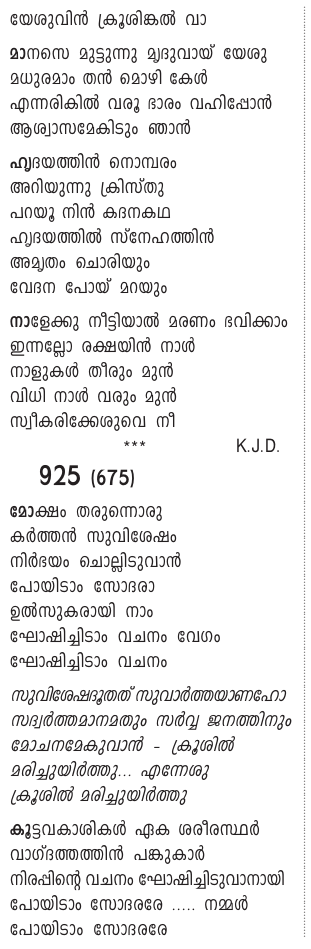 യേശുവിൻ ക്രൂശിങ്കൽ വാ
മാനസെ മുട്ടുന്നു മൃദുവായ് യേശു
മധുരമാം തൻ മൊഴി കേൾ
എന്നരികിൽ വരൂ ഭാരം വഹിപ്പോൻ
ആശ്വാസമേകിടും ഞാൻ
ഹൃദയത്തിൻ നൊമ്പരം
അറിയുന്നു ക്രിസ്തു
പറയൂ നിൻ കദനകഥ
ഹൃദയത്തിൽ സ്നേഹത്തിൻ
അമൃതം ചൊരിയും
വേദന പോയ് മറയും
നാളേക്കു നീട്ടിയാൽ മരണം ഭവിക്കാം
ഇന്നല്ലോ രക്ഷയിൻ നാൾ
നാളുകൾ തീരും മുൻ
വിധി നാൾ വരും മുൻ
സ്വീകരിക്കേശുവെ നീ
*** K.J.D.
925 (675)
മോക്ഷം തരുന്നൊരു
കർത്തൻ സുവിശേഷം
നിർഭയം ചൊല്ലിടുവാൻ
പോയിടാം സോദരാ
ഉൽസുകരായി നാം
ഘോഷിച്ചിടാം വചനം വേഗം
ഘോഷിച്ചിടാം വചനം
സുവിശേഷദൂതത് സുവാർത്തയാണഹോ
സദ്വർത്തമാനമതും സർവ്വ ജനത്തിനും
മോചനമേകുവാൻ - ക്രൂശിൽ
മരിച്ചുയിർത്തു... എന്നേശു
ക്രൂശിൽ മരിച്ചുയിർത്തു
കൂട്ടവകാശികൾ ഏക ശരീരസ്ഥർ
വാഗ്ദത്തത്തിൻ പങ്കുകാർ
നിരപ്പിന്റെ വചനം ഘോഷിച്ചിടുവാനായി
പോയിടാം സോദരരേ ..... നമ്മൾ
പോയിടാം സോദരരേ